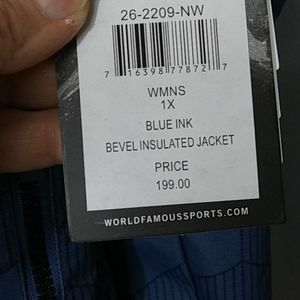 26-2209-NW
7 16398 77872 7
WMNS
1X
BLUE INK
BEVEL INSULATED JACKET
PRICE
199.00
WORLDFAMOUSSPORTS.COM